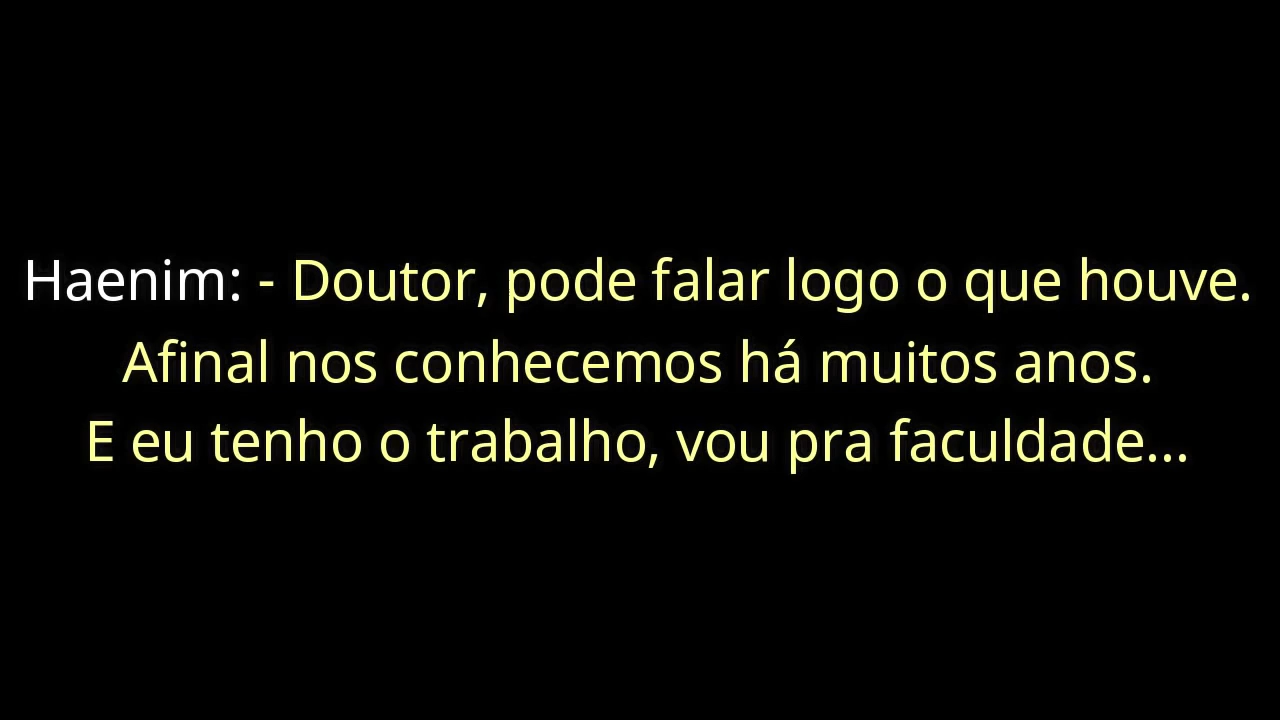 Haenim: - Doutor, pode falar logo o que houve.
Afinal nos conhecemos há muitos anos.
E eu tenho o trabalho, vou pra faculdade...